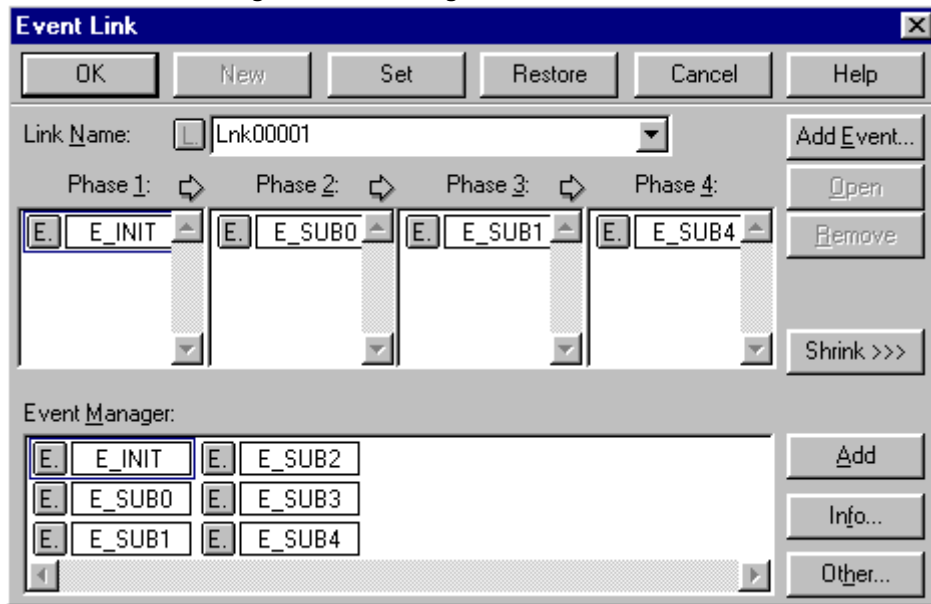 Event Link
OK New Set Restore Cancel Help
Link Name: L. Lnk00001 Add Event...
Phase 1: Phase 2: Phase 3: Phase 4: Open
E. E_INIT E. E_SUB0 E. E_SUB1 E. E_SUB4 Remove
Shrink >>>
Event Manager:
E. E_INIT E. E_SUB2 Add
E. E_SUB0 E. E_SUB3 Info...
E. E_SUB1 E. E_SUB4
Other...